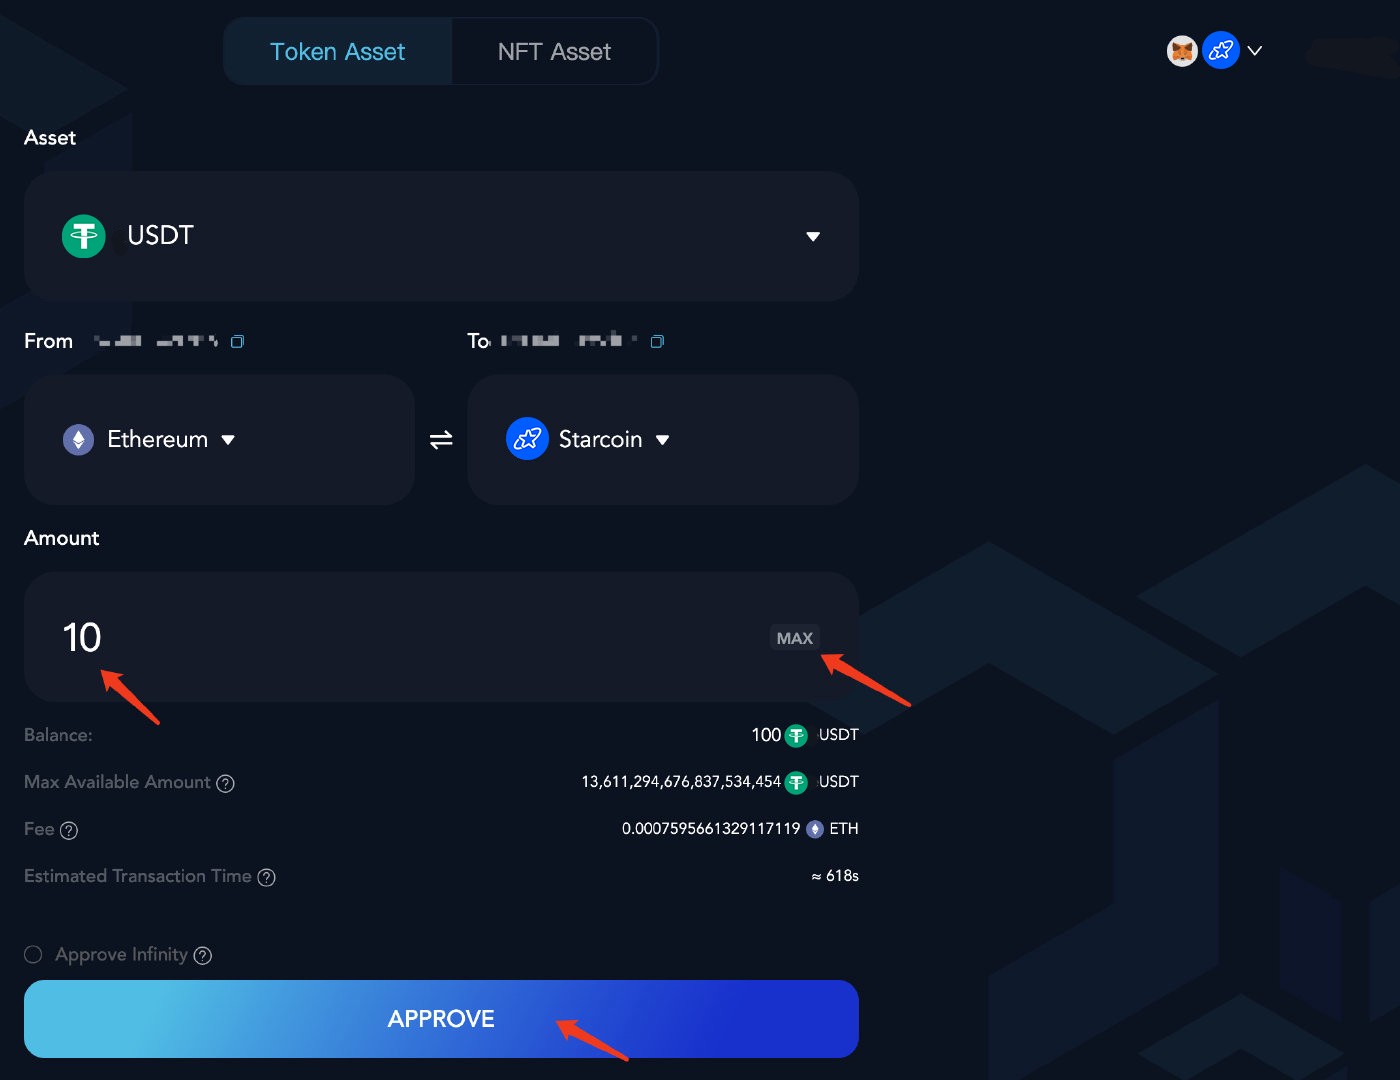 Token Asset NFT Asset
Asset
USDT
From To
Ethereum Starcoin
Amount
10 MAX
Balance: 100 USDT
Max Available Amount ? 13,611,294,676,837,534,454 USDT
Fee ? 0.0007595661329117119 ETH
Estimated Transaction Time ? ≈ 618s
Approve Infinity ?
APPROVE